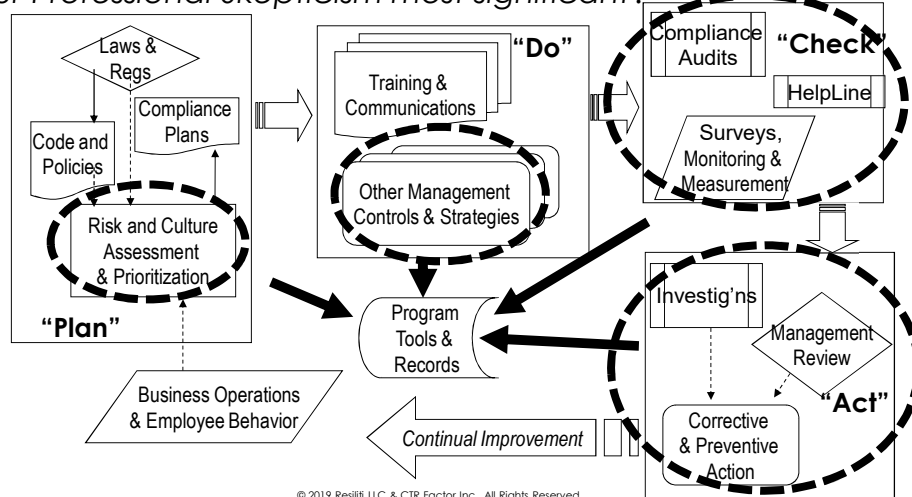 Professional Skepticism most significant?
Laws &
Regs
Code and
Policies
Compliance
Plans
Risk and Culture
Assessment
& Prioritization
“Plan”
Business Operations
& Employee Behavior
“Do”
Training &
Communications
Other Management
Controls & Strategies
Program
Tools &
Records
“Check”
Compliance
Audits
HelpLine
Surveys,
Monitoring &
Measurement
Investig'ns
Management
Review
“Act”
Corrective
& Preventive
Action
Continual Improvement
© 2019 Resiliti LLC & CTR Factor Inc. All Rights Reserved